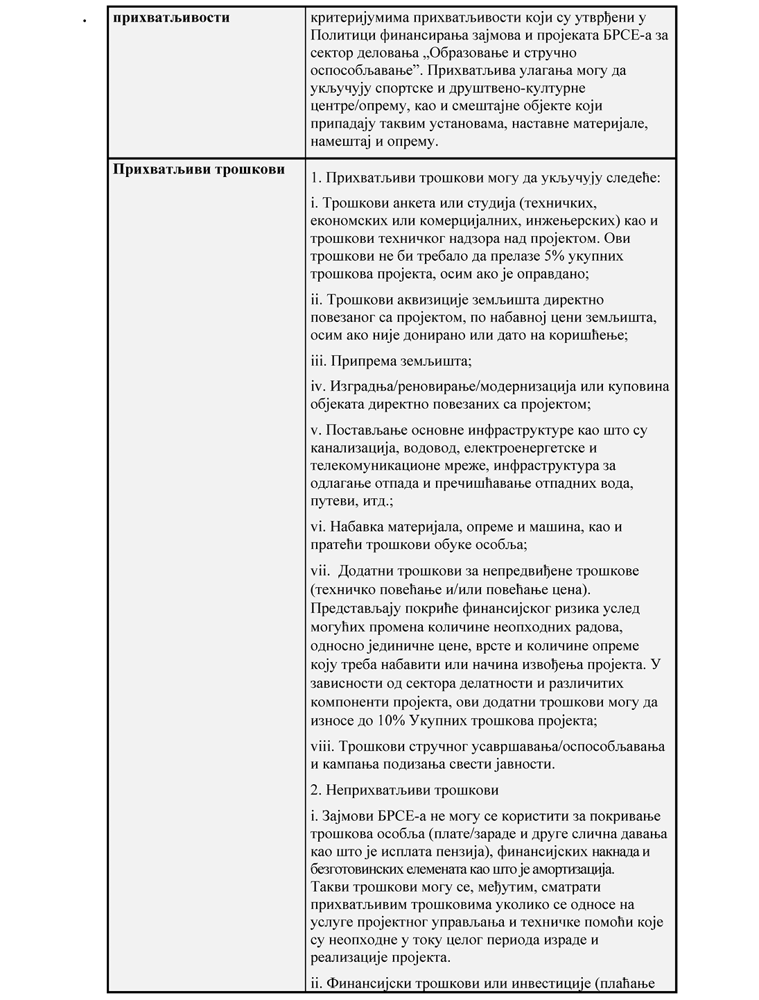 прихватљивости
критеријумима прихватљивости који су утврђени у
Политици финансирања зајмова и пројеката БРСЕ-а за
сектор деловања „Образовање и стручно
оспособљавање”. Прихватљива улагања могу да
укључују спортске и друштвено-културне
центре/опрему, као и смештајне објекте који
припадају таквим установама, наставне материјале,
намештај и опрему.
Прихватљиви трошкови
1. Прихватљиви трошкови могу да укључују следеће:
i. Трошкови анкета или студија (техничких,
економских или комерцијалних, инжењерских) као и
трошкови техничког надзора над пројектом. Ови
трошкови не би требало да прелазе 5% укупних
трошкова пројекта, осим ако је оправдано;
ii. Трошкови аквизиције земљишта директно
повезаног са пројектом, по набавној цени земљишта,
осим ако није донирано или дато на коришћење;
iii. Припрема земљишта;
iv. Изградња/реновирање/модернизација или куповина
објеката директно повезаних са пројектом;
v. Постављање основне инфраструктуре као што су
канализација, водовод, електроенергетске и
телекомуникационе мреже, инфраструктура за
одлагање отпада и пречишћавање отпадних вода,
путеви, итд.;
vi. Набавка материјала, опреме и машина, као и
пратећи трошкови обуке особља;
vii. Додатни трошкови за непредвиђене трошкове
(техничко повећање и/или повећање цена).
Представљају покриће финансијског ризика услед
могућих промена количине неопходних радова,
односно јединичне цене, врсте и количине опреме
коју треба набавити или начина извођења пројекта. У
зависности од сектора делатности и различитих
компоненти пројекта, ови додатни трошкови могу да
износе до 10% Укупних трошкова пројекта;
viii. Трошкови стручног усавршавања/оспособљавања
и кампања подизања свести јавности.
2. Неприхватљиви трошкови
i. Зајмови БРСЕ-а не могу се користити за покривање
трошкова особља (плате/зараде и друге слична давања
као што је исплата пензија), финансијских накнада и
безготовинских елемената као што је амортизација.
Такви трошкови могу се, међутим, сматрати
прихватљивим трошковима уколико се односе на
услуге пројектног управљања и техничке помоћи које
су неопходне у току целог периода израде и
реализације пројекта.
ii. Финансијски трошкови или инвестиције (плаћање